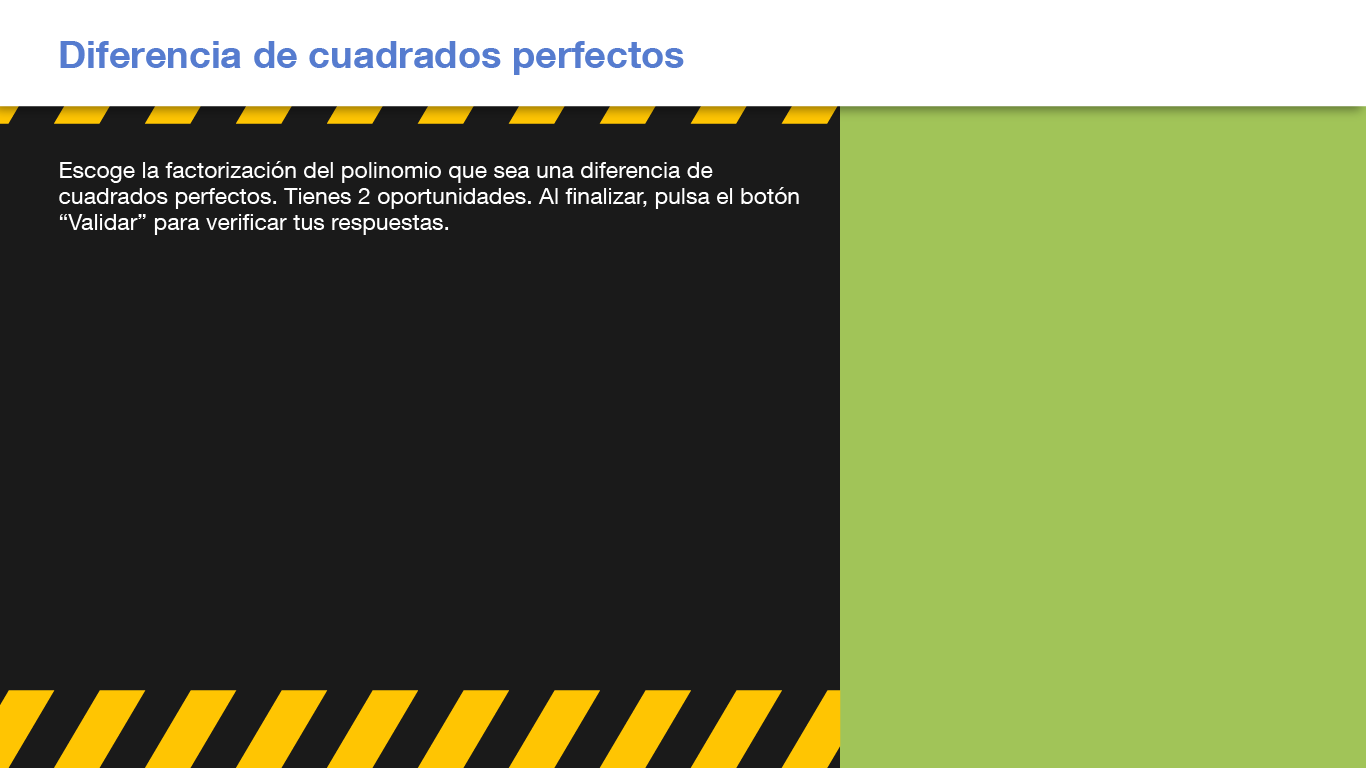 Diferencia de cuadrados perfectos
Escoge la factorización del polinomio que sea una diferencia de
cuadrados perfectos. Tienes 2 oportunidades. Al finalizar, pulsa el botón
“Validar” para verificar tus respuestas.